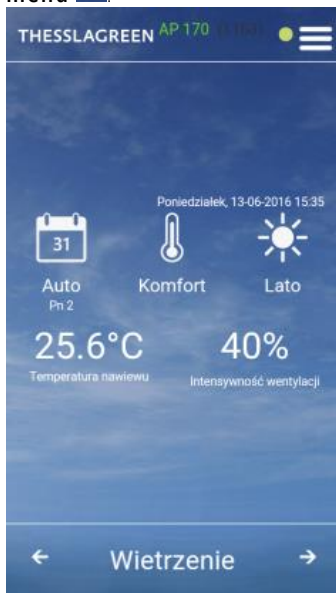 menu
THESSLAGREEN AP 170
Poniedziałek, 13-06-2016 15:35
31
Auto Komfort Lato
Pn 2
25.6°C 40%
Temperatura nawiewu Intensywność wentylacji
Wietrzenie